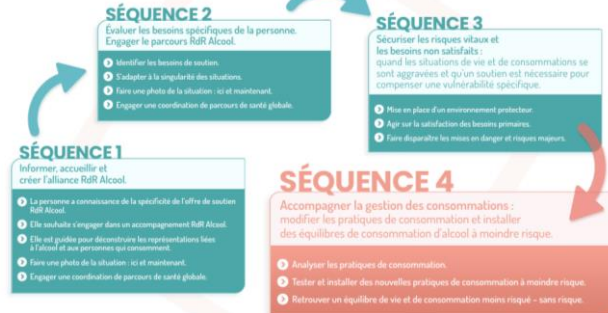 SÉQUENCE 1
Informer, accueillir et
créer l'alliance RdR Alcool.
La personne a connaissance de la spécificité de l'offre de soutien
RdR Alcool.
Elle souhaite s'engager dans un accompagnement RdR Alcool.
Elle est guidée pour déconstruire les représentations liées
à l'alcool et aux personnes qui consomment.
Faire une photo de la situation : ici et maintenant.
Engager une coordination de parcours de santé globale.
SÉQUENCE 2
Évaluer les besoins spécifiques de la personne.
Engager le parcours RdR Alcool.
Identifier les besoins de soutien.
S'adapter à la singularité des situations.
Faire une photo de la situation : ici et maintenant.
Engager une coordination de parcours de santé globale.
SÉQUENCE 3
Sécuriser les risques vitaux et
les besoins non satisfaits :
quand les situations de vie et de consommations se
sont aggravées et qu'un soutien est nécessaire pour
compenser une vulnérabilité spécifique.
Mise en place d'un environnement protecteur.
Agir sur la satisfaction des besoins primaires.
Faire disparaître les mises en danger et risques majeurs.
SÉQUENCE 4
Accompagner la gestion des consommations :
modifier les pratiques de consommation et installer
des équilibres de consommation d'alcool à moindre risque.
Analyser les pratiques de consommation.
Tester et installer des nouvelles pratiques de consommation à moindre risque.
Retrouver un équilibre de vie et de consommation moins risqué – sans risque.